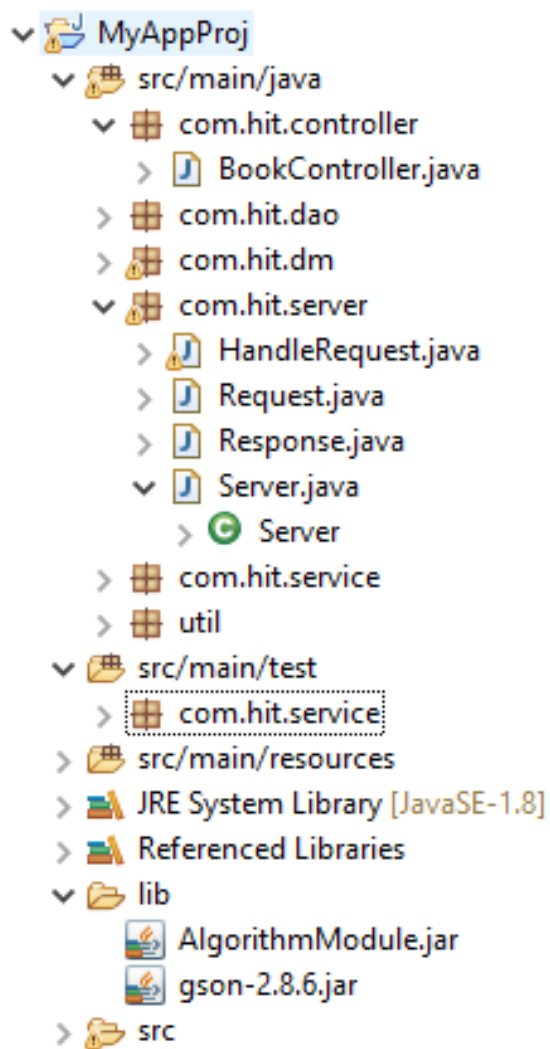 MyAppProj
src/main/java
com.hit.controller
BookController.java
com.hit.dao
com.hit.dm
com.hit.server
HandleRequest.java
Request.java
Response.java
Server.java
Server
com.hit.service
util
src/main/test
com.hit.service
src/main/resources
JRE System Library [JavaSE-1.8]
Referenced Libraries
lib
AlgorithmModule.jar
gson-2.8.6.jar
src